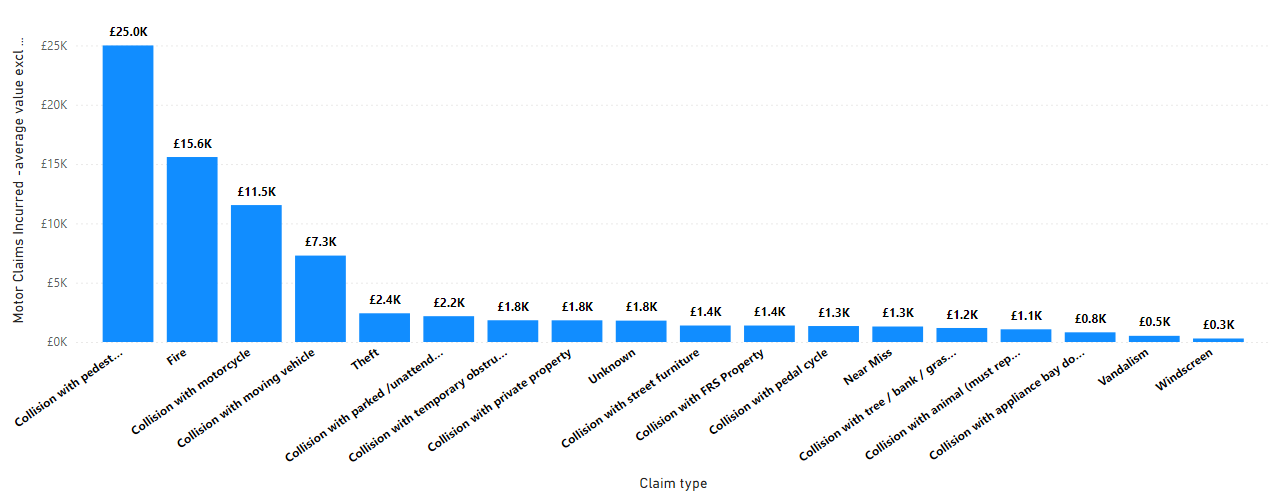 Motor Claims Incurred -average value excl ...
£25K
£20K
£15K
£10K
£5K
£0K
£25.0K
£15.6K
£11.5K
£7.3K
£2.4K
£2.2K
£1.8K
£1.8K
£1.8K
£1.4K
£1.4K
£1.3K
£1.3K
£1.2K
£1.1K
£0.8K
£0.5K
£0.3K
Collision with pedest...
Fire
Collision with motorcycle
Collision with moving vehicle
Theft
Collision with parked /unattend...
Collision with temporary obstru...
Collision with private property
Unknown
Collision with street furniture
Collision with FRS Property
Collision with pedal cycle
Near Miss
Collision with tree / bank / gras...
Collision with animal (must rep...
Collision with appliance bay do...
Vandalism
Windscreen
Claim type